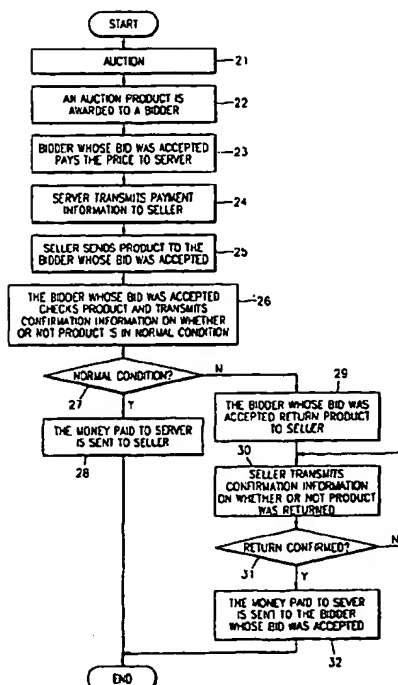 START
AUCTION
21
AN AUCTION PRODUCT IS
AWARDED TO A BIDDER
22
BIDDER WHOSE BID WAS ACCEPTED
PAYS THE PRICE TO SERVER
23
SERVER TRANSMITS PAYMENT
INFORMATION TO SELLER
24
SELLER SENDS PRODUCT TO THE
BIDDER WHOSE BID WAS ACCEPTED
25
THE BIDDER WHOSE BID WAS ACCEPTED
CHECKS PRODUCT AND TRANSMITS
CONFIRMATION INFORMATION ON WHETHER
OR NOT PRODUCT IS IN NORMAL CONDITION
26
NORMAL CONDITION?
N
27
Y
THE MONEY PAID TO SERVER
IS SENT TO SELLER
28
29
THE BIDDER WHOSE BID WAS
ACCEPTED RETURN PRODUCT
TO SELLER
30
SELLER TRANSMITS
CONFIRMATION INFORMATION
ON WHETHER OR NOT PRODUCT
WAS RETURNED
RETURN CONFIRMED?
N
31
Y
THE MONEY PAID TO SEVER
IS SENT TO THE BIDDER
WHOSE BID WAS ACCEPTED
32
END